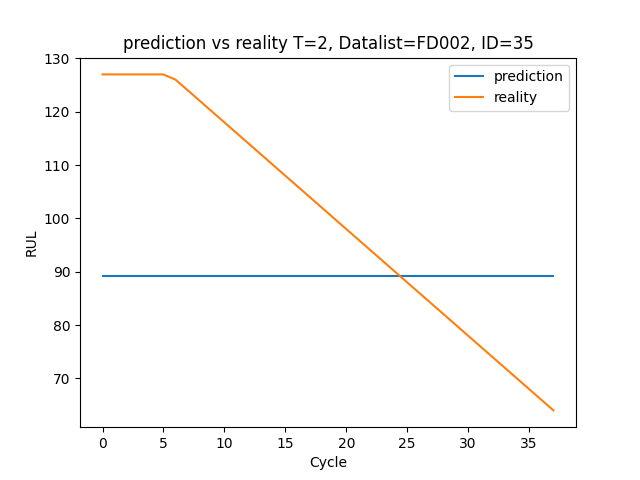 prediction vs reality T=2, Datalist=FD002, ID=35
130
120
110
100
90
80
70
RUL
prediction
reality
0 5 10 15 20 25 30 35
Cycle